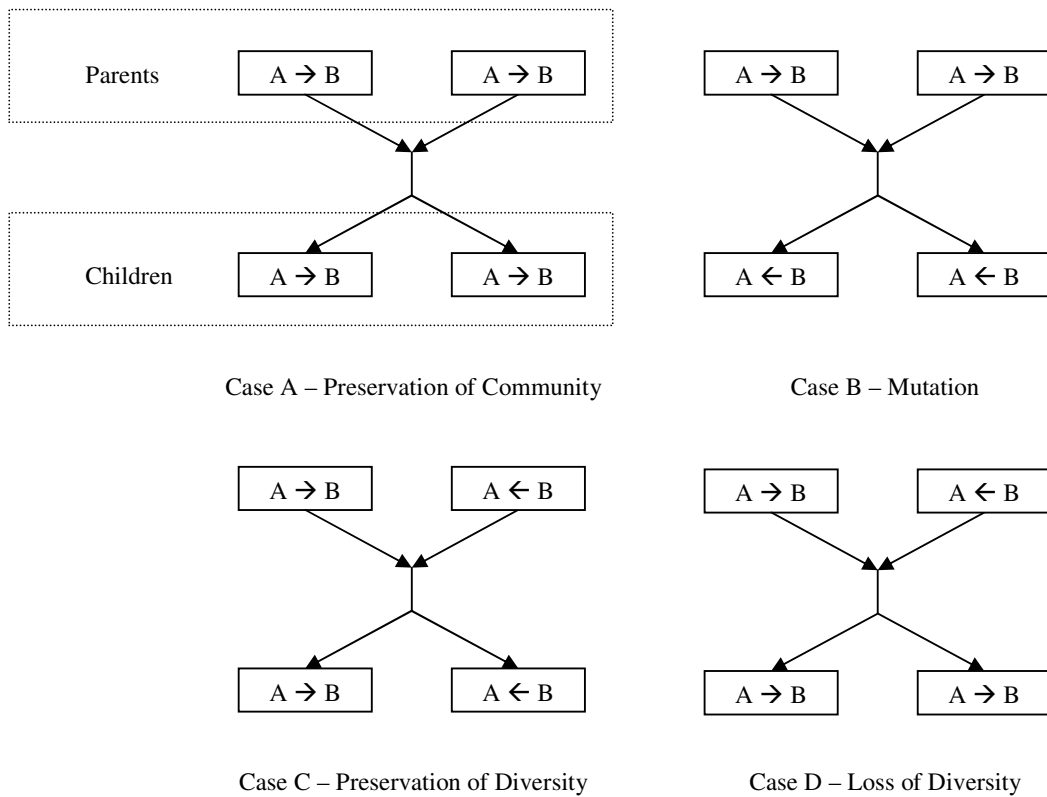 Parents
A → B
A → B
A → B
A → B
Children
A → B
A → B
A ← B
A ← B
Case A – Preservation of Community
Case B – Mutation
A → B
A ← B
A → B
A ← B
A → B
A ← B
A → B
A → B
Case C – Preservation of Diversity
Case D – Loss of Diversity